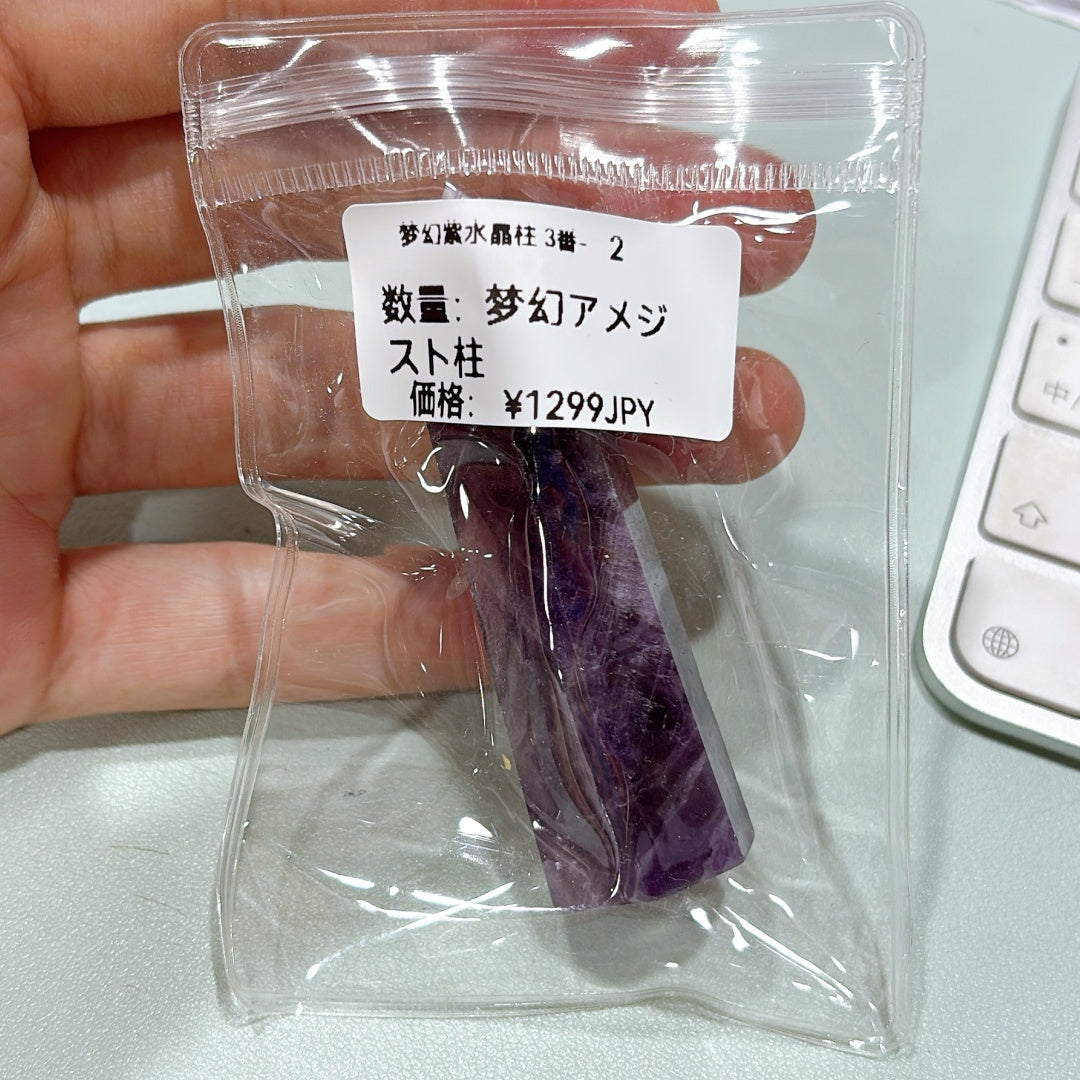 梦幻紫水晶柱 3番- 2
数量: 梦幻アメジ
スト柱
価格: ¥1299JPY
中/